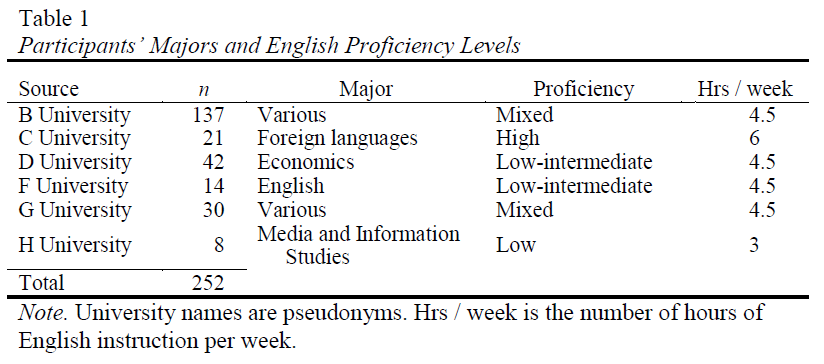 Table 1
Participants' Majors and English Proficiency Levels
Source n Major Proficiency Hrs / week
B University 137 Various Mixed 4.5
C University 21 Foreign languages High 6
D University 42 Economics Low-intermediate 4.5
F University 14 English Low-intermediate 4.5
G University 30 Various Mixed 4.5
H University 8 Media and Information Studies Low 3
Total 252
Note. University names are pseudonyms. Hrs / week is the number of hours of
English instruction per week.